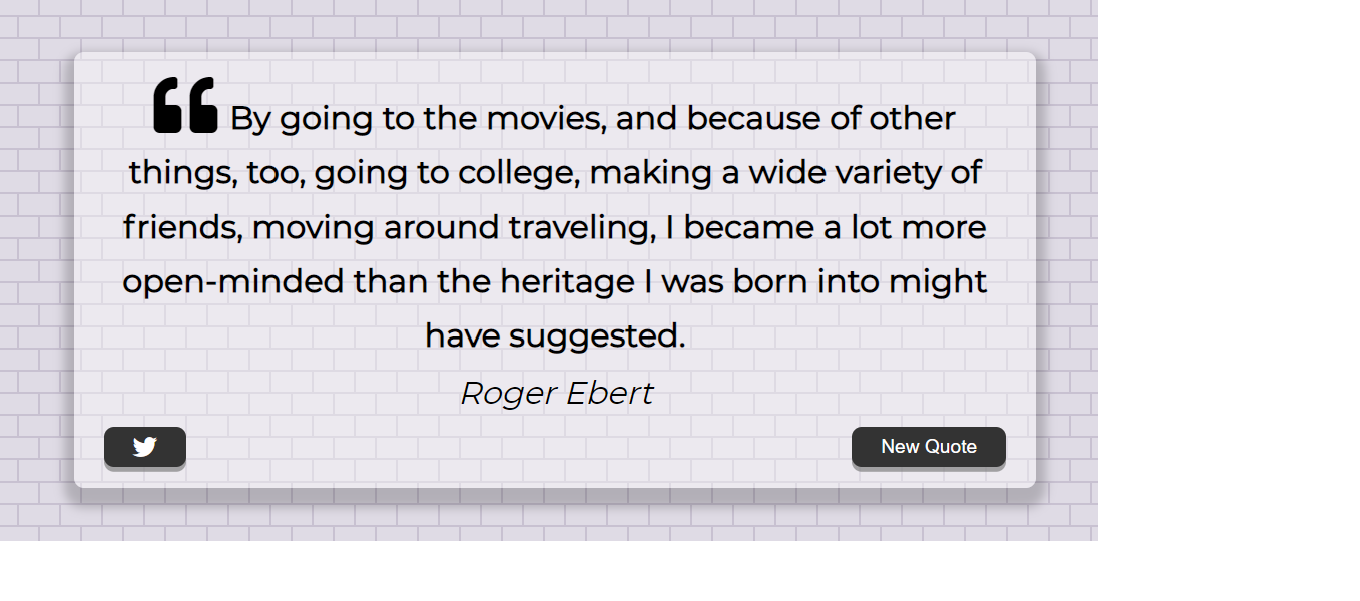 “ By going to the movies, and because of other
things, too, going to college, making a wide variety of
friends, moving around traveling, I became a lot more
open-minded than the heritage I was born into might
have suggested.
Roger Ebert
New Quote